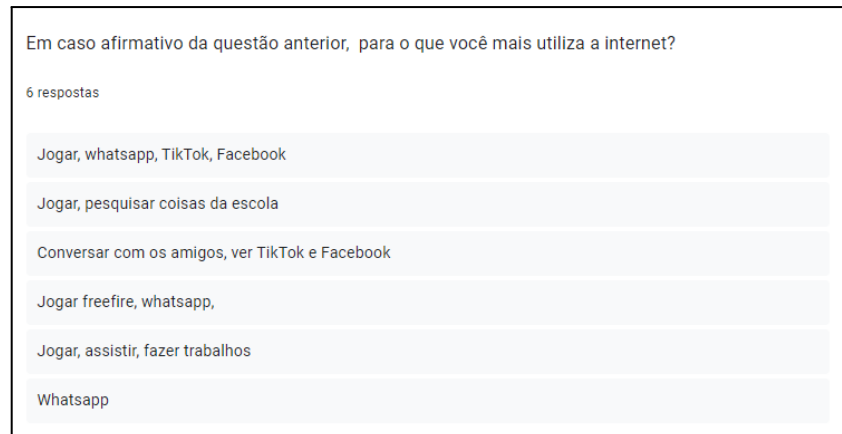 Em caso afirmativo da questão anterior,  para o que você mais utiliza a internet?
6 respostas
Jogar, whatsapp, TikTok, Facebook
Jogar, pesquisar coisas da escola
Conversar com os amigos, ver TikTok e Facebook
Jogar freefire, whatsapp,
Jogar, assistir, fazer trabalhos
Whatsapp